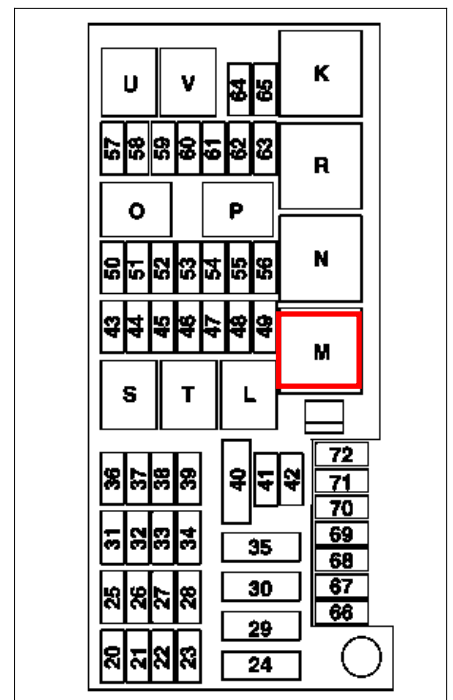 U V 64 65 K
57 58 59 60 61 62 63 R
O P
50 51 52 53 54 55 56 N
43 44 45 46 47 48 49 M
S T L
36 37 38 39 40 41 42 72
71
70
31 32 33 34 35 69
68
25 26 27 28 30 67
66
29
20 21 22 23 24